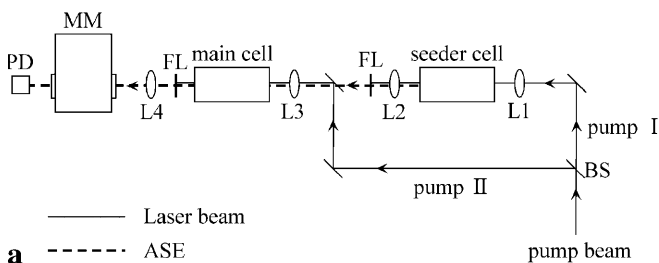 MM
PD
FL
main cell
FL
seeder cell
L4
L3
L2
L1
pump I
BS
pump II
Laser beam
ASE
pump beam
a